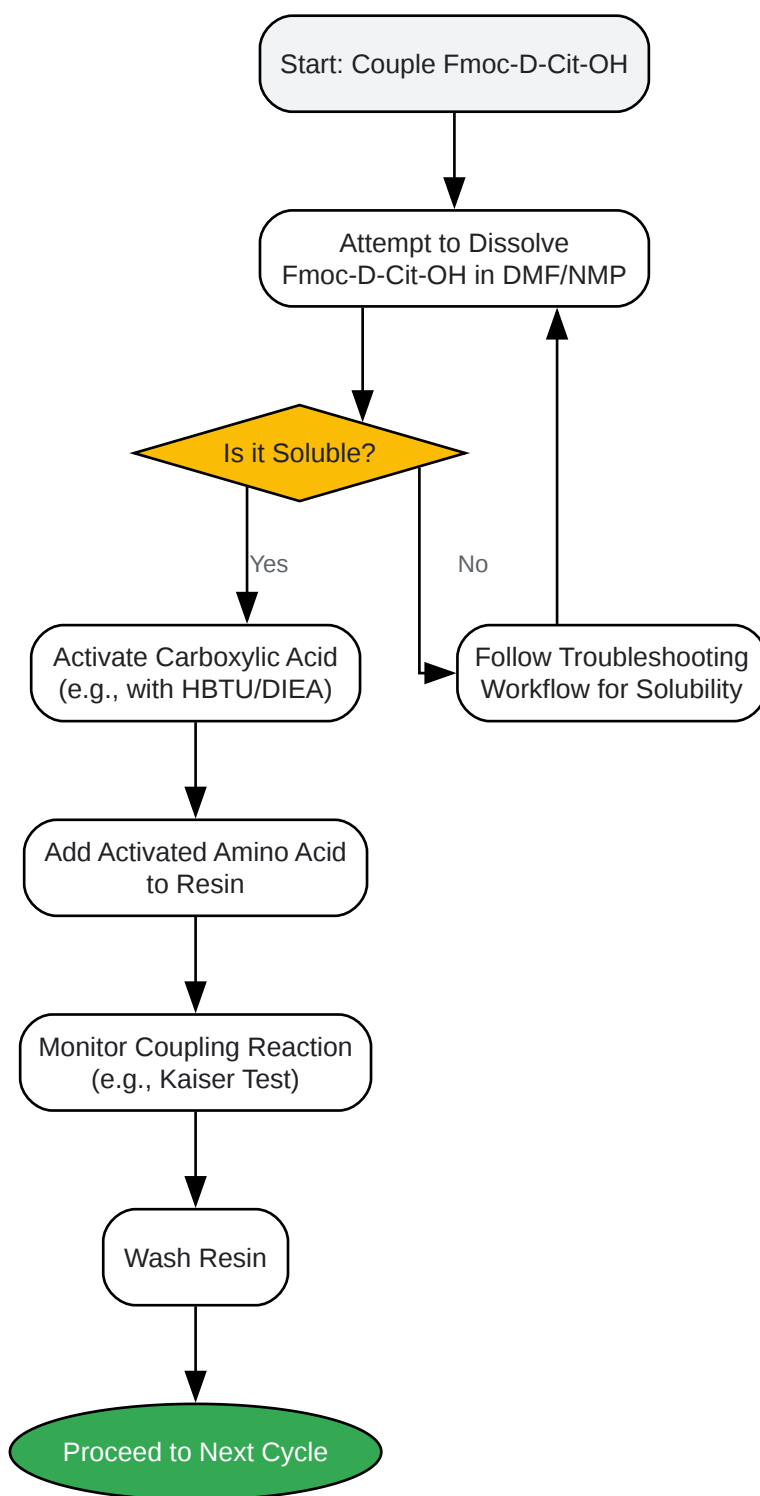 Start: Couple Fmoc-D-Cit-OH
Attempt to Dissolve
Fmoc-D-Cit-OH in DMF/NMP
Is it Soluble?
Yes
No
Activate Carboxylic Acid
(e.g., with HBTU/DIEA)
Follow Troubleshooting
Workflow for Solubility
Add Activated Amino Acid
to Resin
Monitor Coupling Reaction
(e.g., Kaiser Test)
Wash Resin
Proceed to Next Cycle